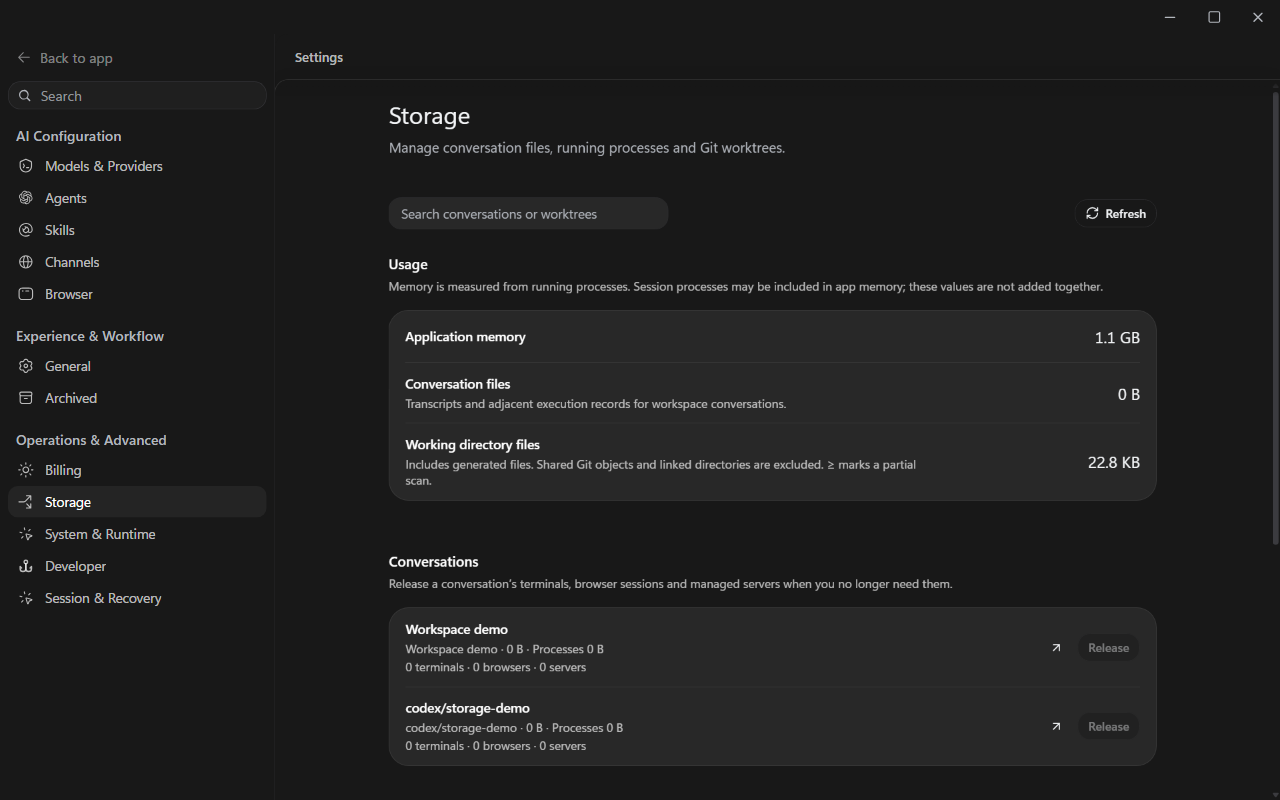 Back to app
Search
AI Configuration
Models & Providers
Agents
Skills
Channels
Browser
Experience & Workflow
General
Archived
Operations & Advanced
Billing
Storage
System & Runtime
Developer
Session & Recovery
Settings
Storage
Manage conversation files, running processes and Git worktrees.
Search conversations or worktrees
Refresh
Usage
Memory is measured from running processes. Session processes may be included in app memory; these values are not added together.
Application memory
1.1 GB
Conversation files
Transcripts and adjacent execution records for workspace conversations.
0 B
Working directory files
Includes generated files. Shared Git objects and linked directories are excluded. ≥ marks a partial
scan.
22.8 KB
Conversations
Release a conversation's terminals, browser sessions and managed servers when you no longer need them.
Workspace demo
Workspace demo · 0 B · Processes 0 B
0 terminals · 0 browsers · 0 servers
Release
codex/storage-demo
codex/storage-demo · 0 B · Processes 0 B
0 terminals · 0 browsers · 0 servers
Release